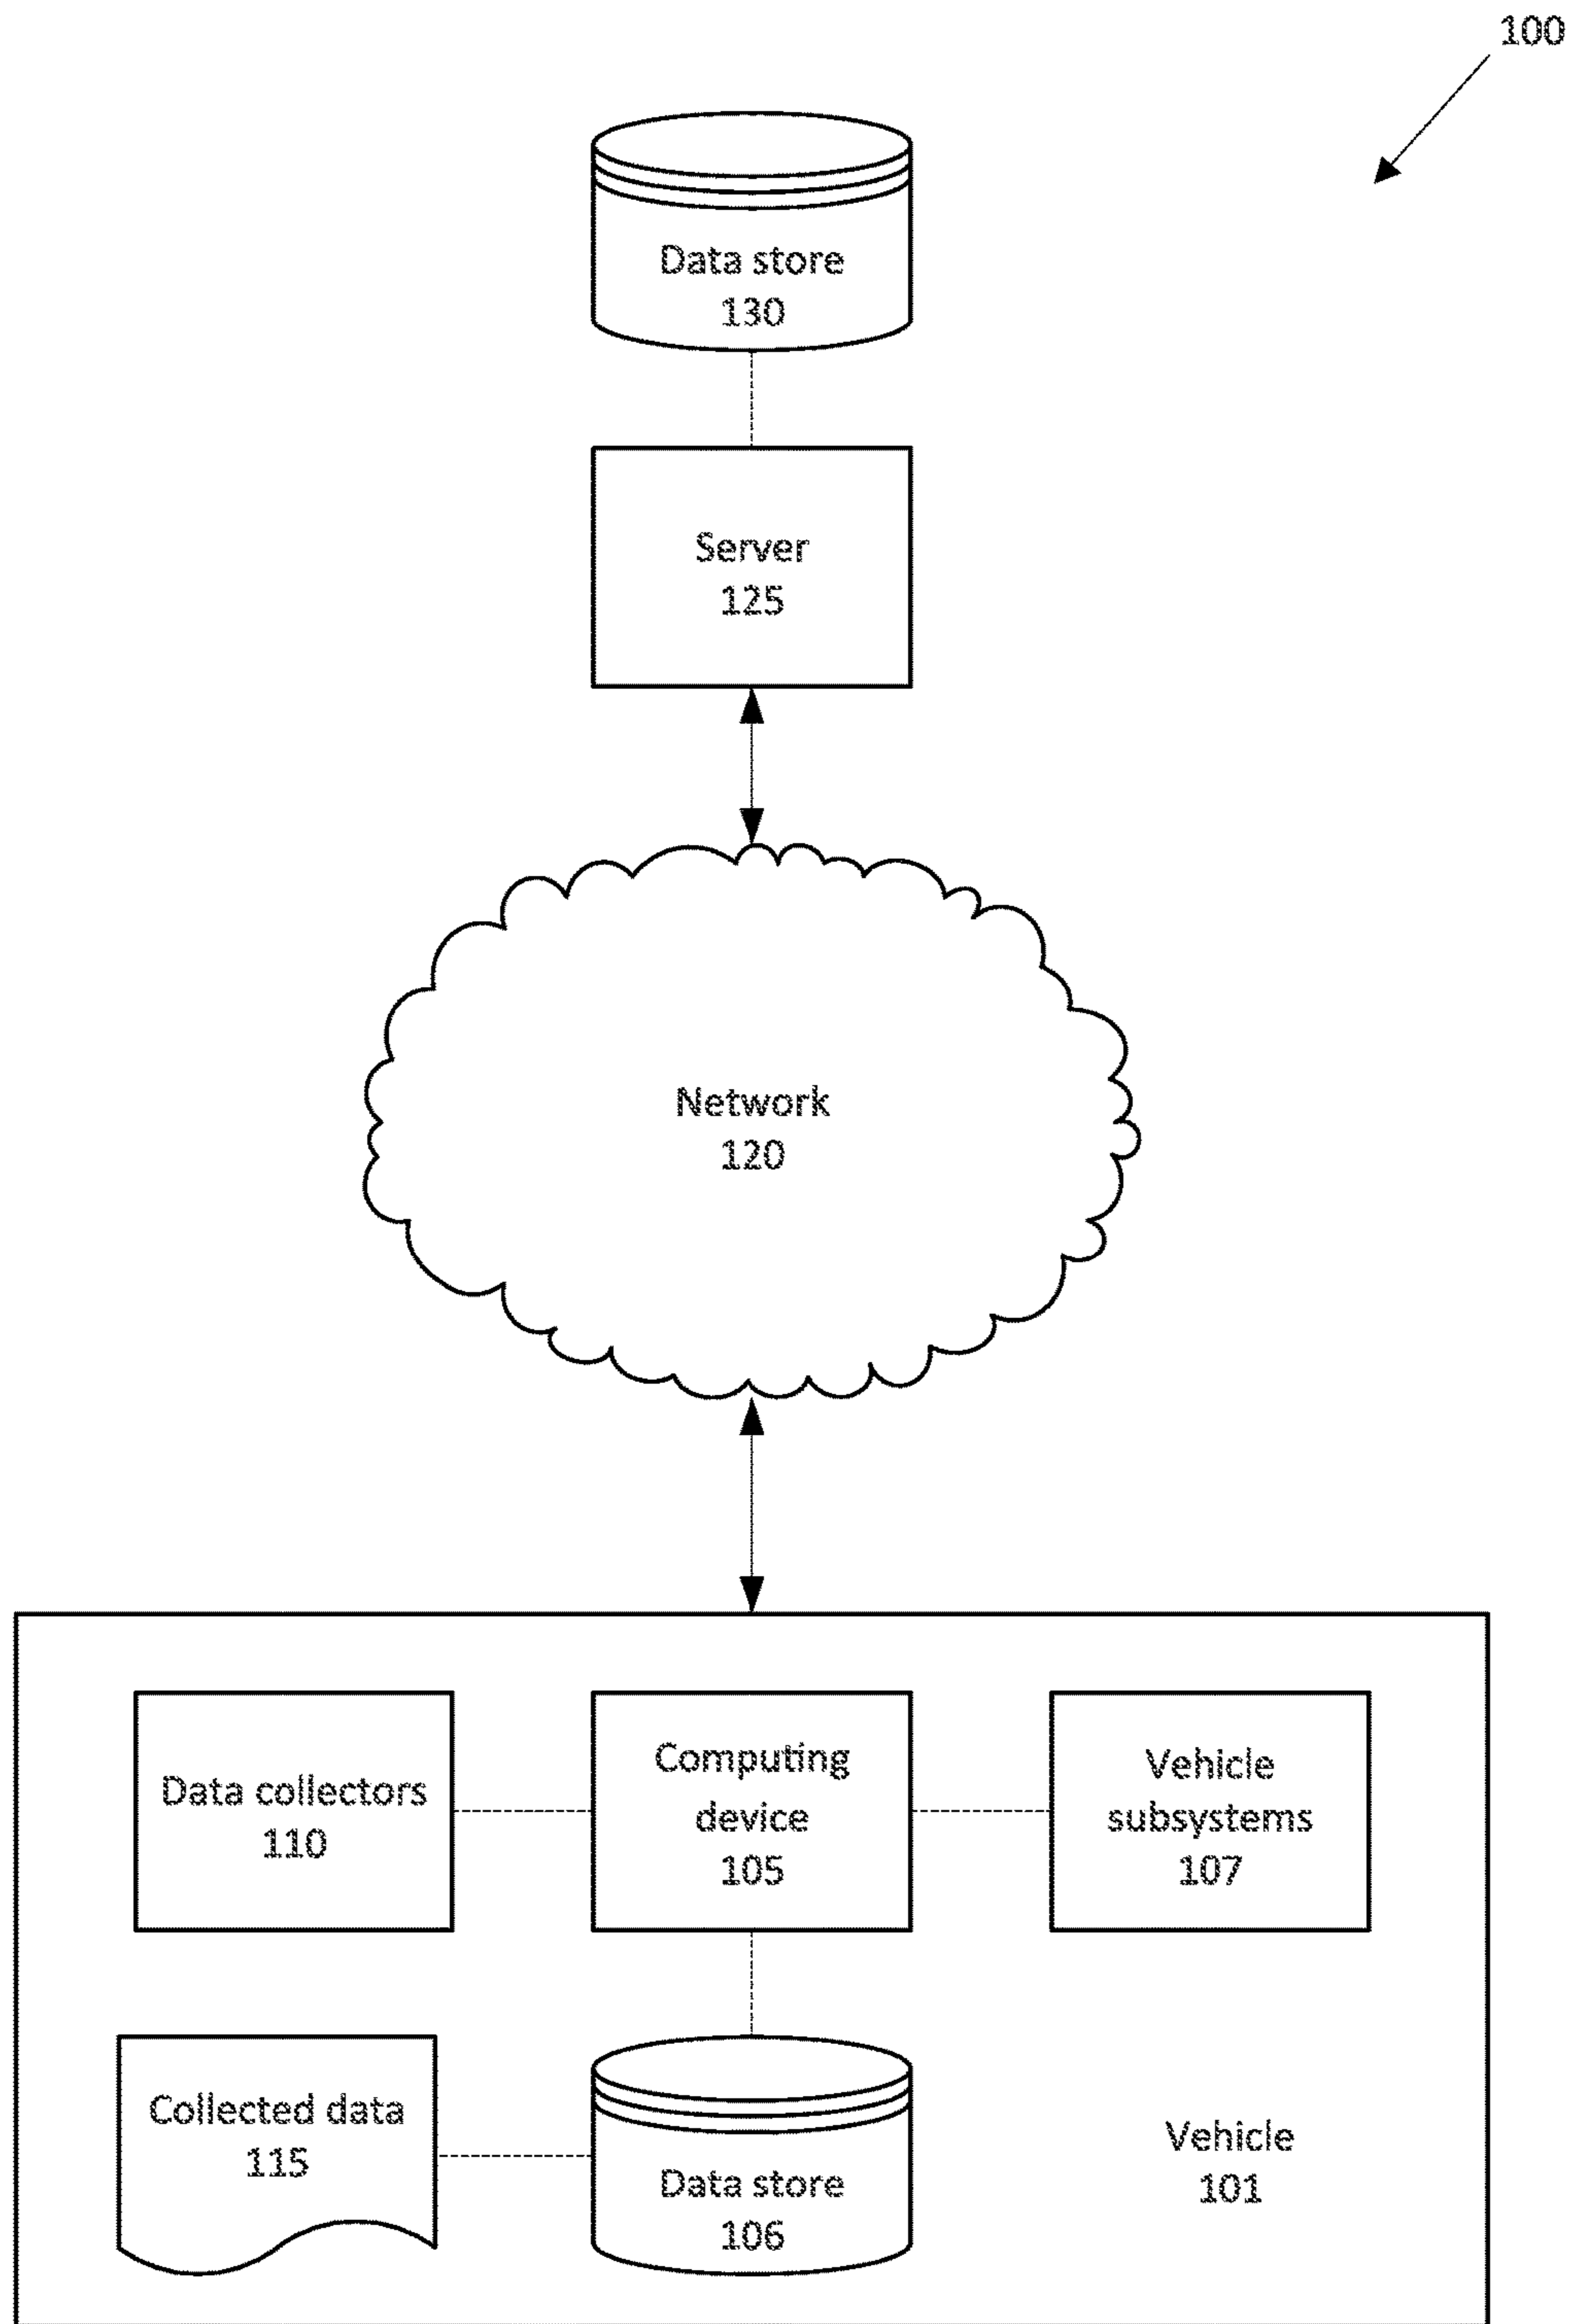 100
Data store
130
Server
125
Network
120
Data collectors
110
Computing
device
105
Vehicle
subsystems
107
Collected data
115
Data store
106
Vehicle
101